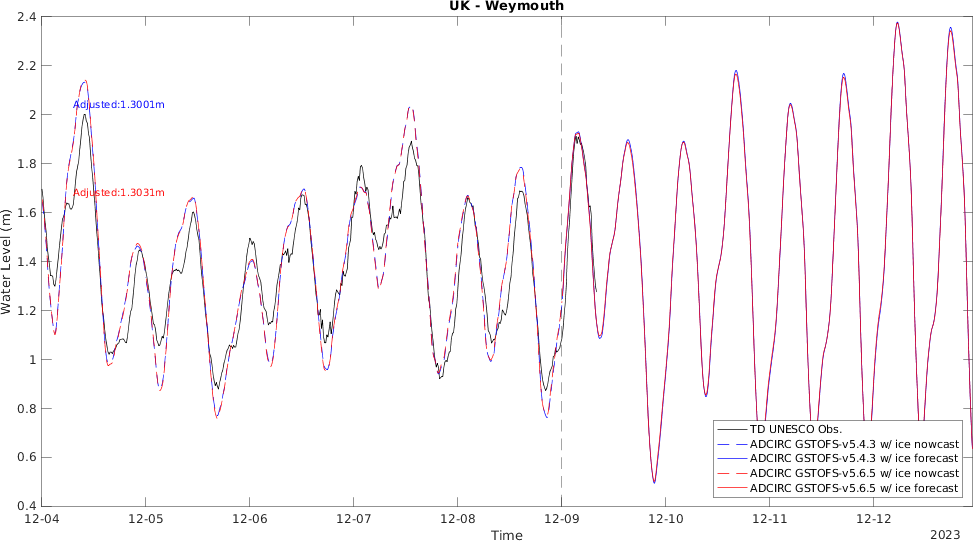 UK - Weymouth
2.4
2.2
2
1.8
1.6
1.4
1.2
1
0.8
0.6
0.4
Water Level (m)
Adjusted:1.3001m
Adjusted:1.3031m
TD UNESCO Obs.
ADCIRC GSTOFS-v5.4.3 w/ ice nowcast
ADCIRC GSTOFS-v5.4.3 w/ ice forecast
ADCIRC GSTOFS-v5.6.5 w/ ice nowcast
ADCIRC GSTOFS-v5.6.5 w/ ice forecast
12-04 12-05 12-06 12-07 12-08 12-09 12-10 12-11 12-12
Time
2023